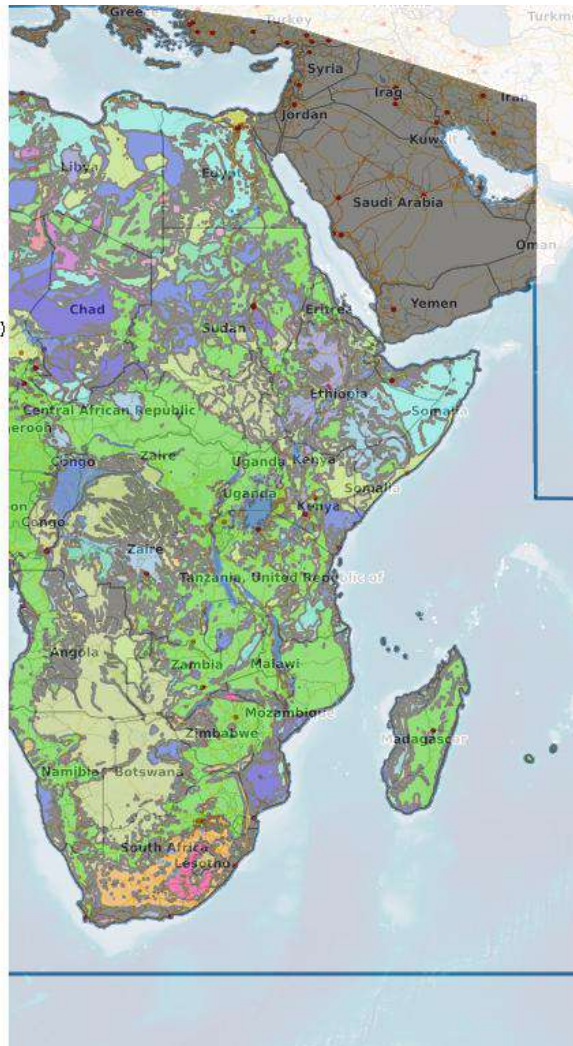 Greece
Turkey
Turkm
Syria
Iraq
Iran
Jordan
Kuwait
Libya
Egypt
Saudi Arabia
Oman
Chad
}
Eritrea
Yemen
Sudan
Ethiopia
Somalia
Central African Republic
eroon
Congo
Zaire
Uganda
Kenya
Uganda
Somalia
on
Kenya
Congo
Zaire
Tanzania, United Republic of
Angola
Zambia
Malawi
Mozambique
Zimbabwe
Madagascar
Namibia
Botswana
South Africa
Lesotho